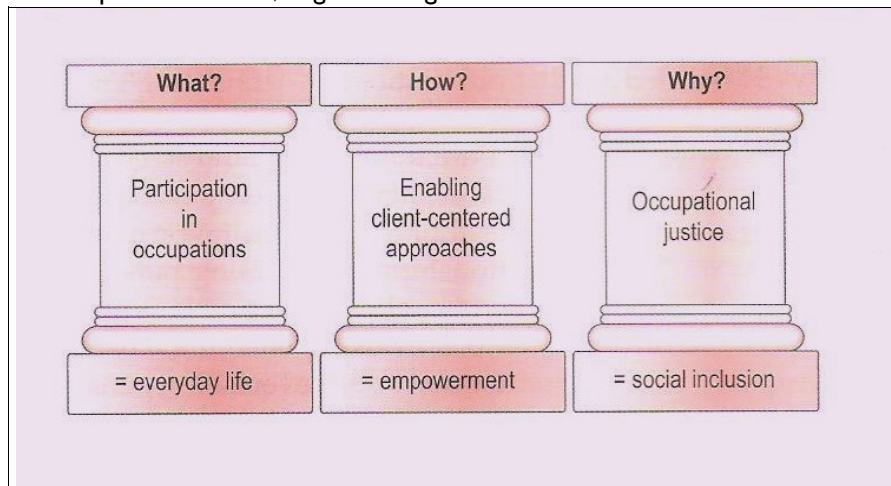 What?
Participation
in
occupations
= everyday life
How?
Enabling
client-centered
approaches
= empowerment
Why?
Occupational
justice
= social inclusion